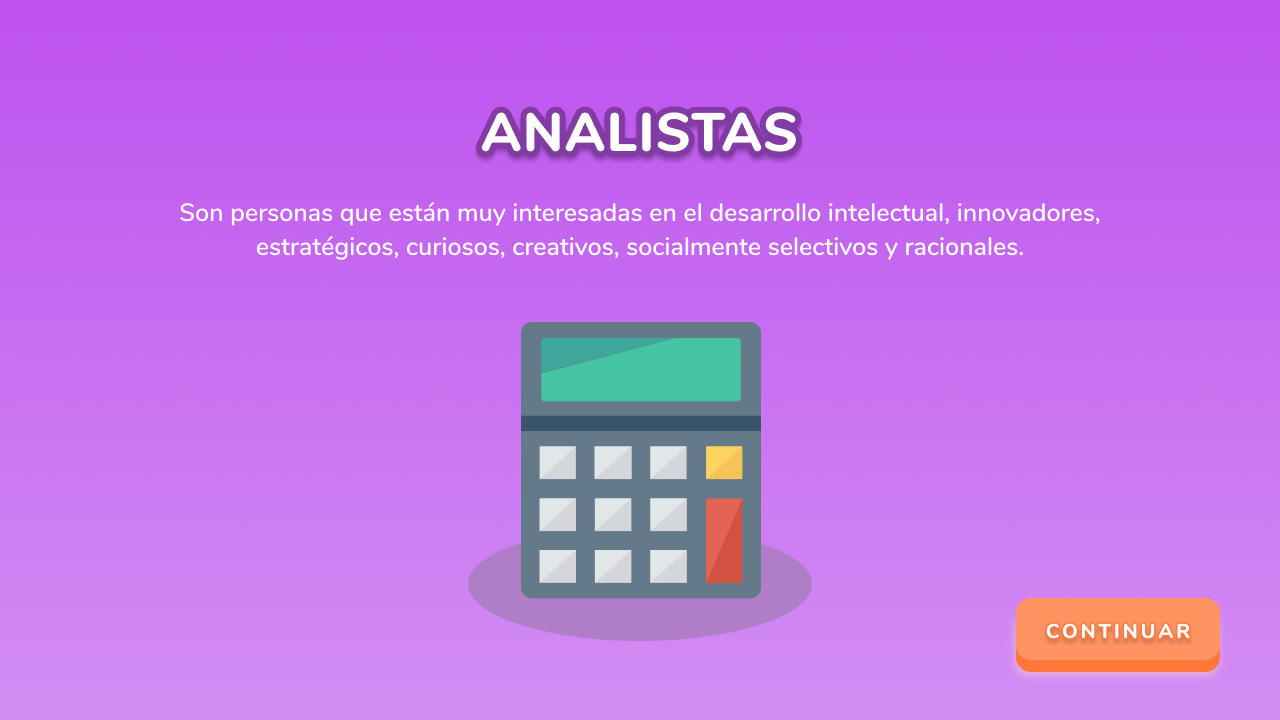 ANALISTAS
Son personas que están muy interesadas en el desarrollo intelectual, innovadores,
estratégicos, curiosos, creativos, socialmente selectivos y racionales.
CONTINUAR